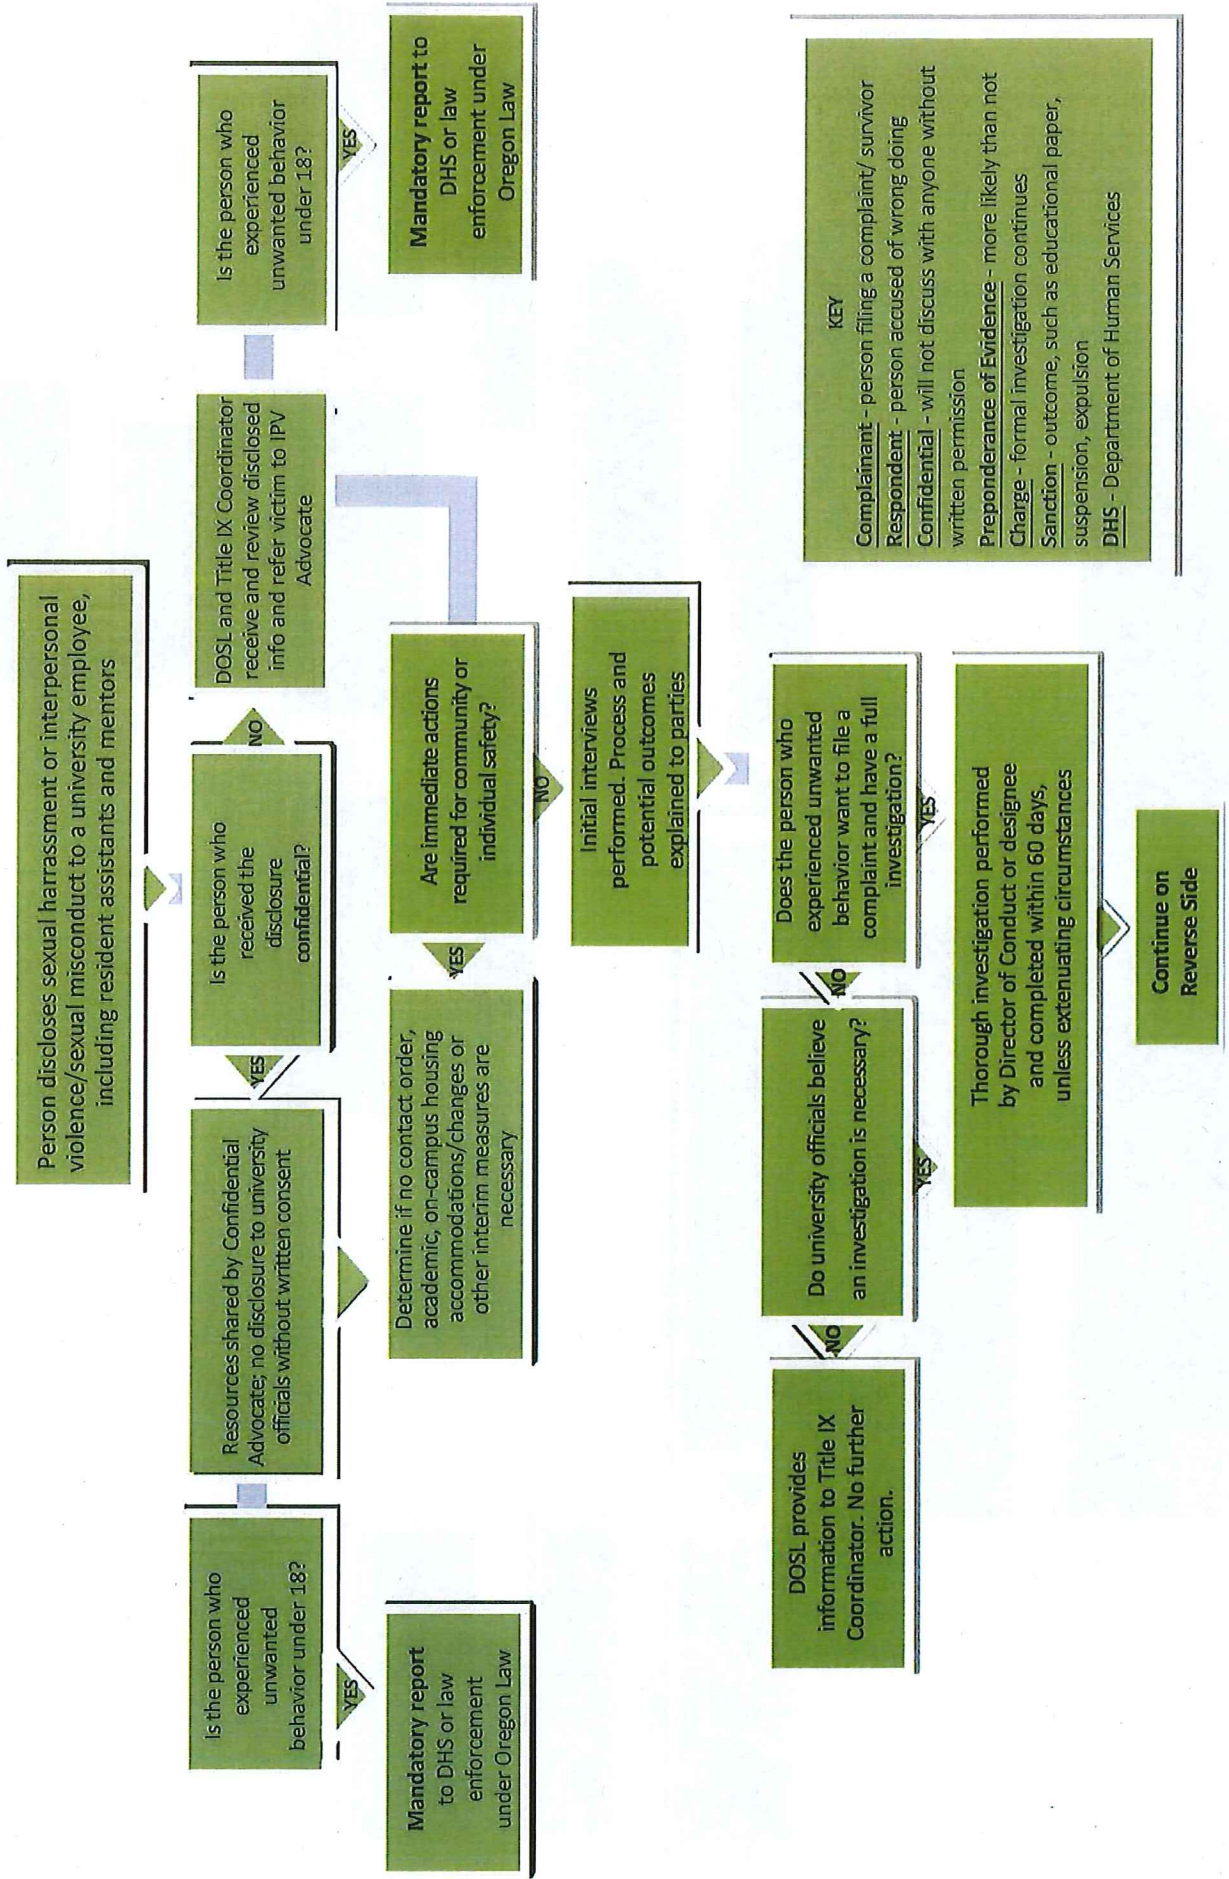 Person discloses sexual harrassment or interpersonal
violence/sexual misconduct to a university employee,
including resident assistants and mentors
Is the person who
experienced
unwanted
behavior under 18?
Resources shared by Confidential
Advocate; no disclosure to university
officials without written consent
YES
Is the person who
received the
disclosure
confidential?
NO
DOSL and Title IX Coordinator
receive and review disclosed
info and refer victim to IPV
Advocate
Is the person who
experienced
unwanted behavior
under 18?
YES
YES
Mandatory report
to DHS or law
enforcement
under Oregon Law
Determine if no contact order,
academic, on-campus housing
accommodations/changes or
other interim measures are
necessary
YES
Are immediate actions
required for community or
individual safety?
Mandatory report to
DHS or law
enforcement under
Oregon Law
NO
Initial interviews
performed. Process and
potential outcomes
explained to parties
DOSL provides
information to Title IX
Coordinator. No further
action.
NO
Do university officials believe
an investigation is necessary?
NO
Does the person who
experienced unwanted
behavior want to file a
complaint and have a full
investigation?
YES
YES
Thorough investigation performed
by Director of Conduct or designee
and completed within 60 days,
unless extenuating circumstances
Continue on
Reverse Side
KEY
Complainant - person filing a complaint/ survivor
Respondent - person accused of wrong doing
Confidential - will not discuss with anyone without
written permission
Preponderance of Evidence - more likely than not
Charge - formal investigation continues
Sanction - outcome, such as educational paper,
suspension, expulsion
DHS - Department of Human Services